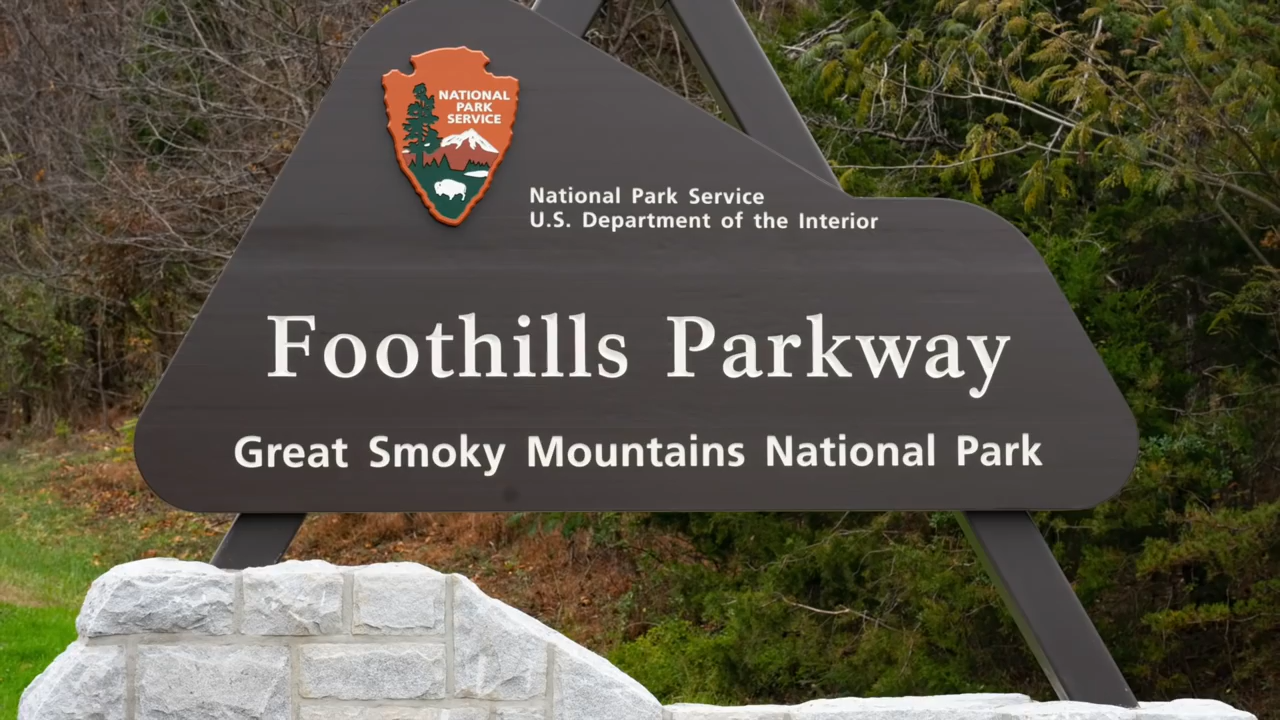 NATIONAL
PARK
SERVICE
National Park Service
U.S. Department of the Interior
Foothills Parkway
Great Smoky Mountains National Park